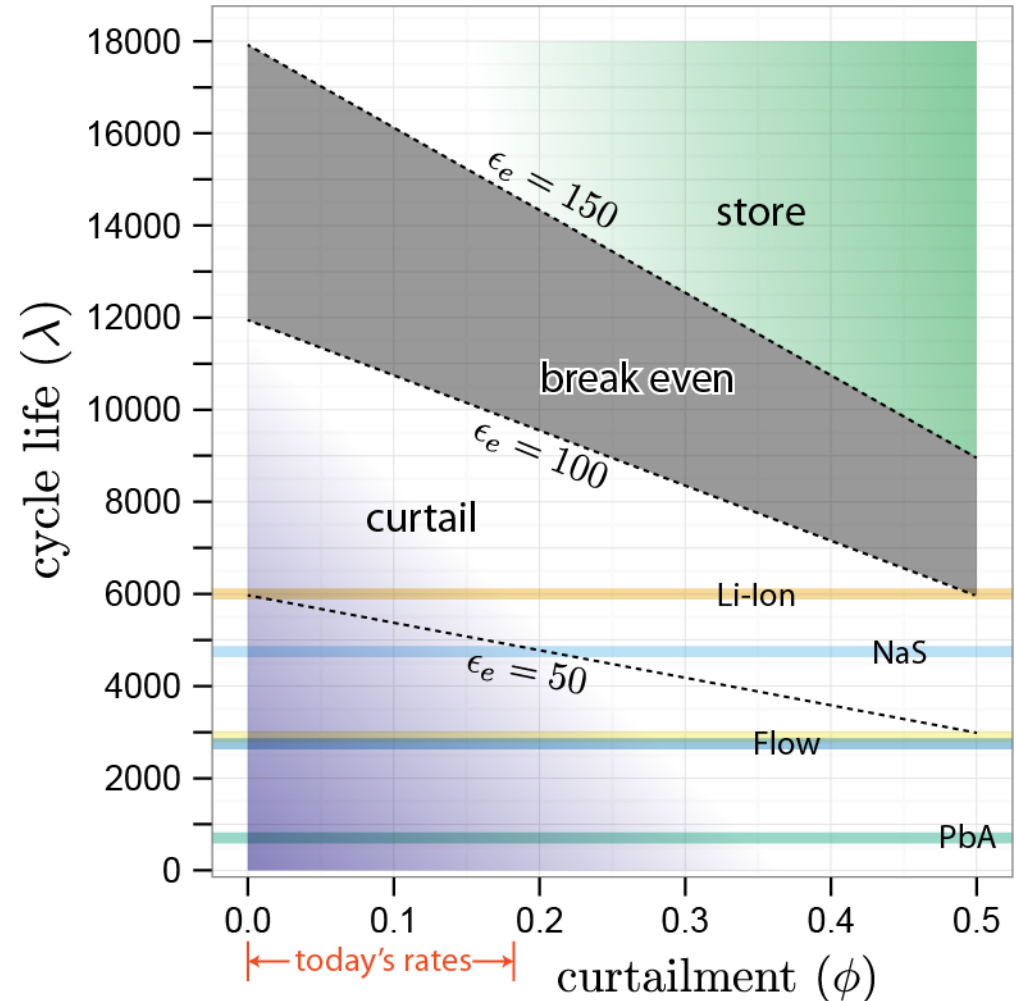 18000
16000
14000
12000
10000
8000
6000
4000
2000
0
cycle life (λ)
ϵₑ = 150
store
break even
ϵₑ = 100
curtail
Li-Ion
NaS
ϵₑ = 50
Flow
PbA
0.0 0.1 0.2 0.3 0.4 0.5
today's rates
curtailment (ϕ)